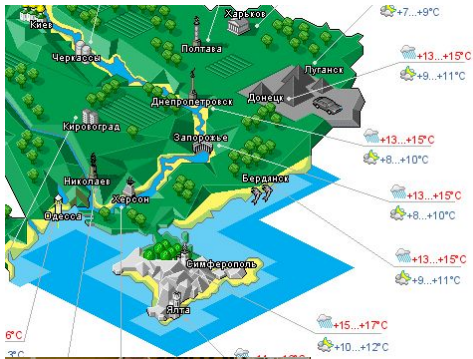 Харьков
+7...+9°C
Киев
Полтава
+13...+15°C
Черкассы
Луганск
+9...+11°C
Днепропетровск
Донецк
Кировоград
+13...+15°C
Запорожье
+8...+10°C
Николаев
Бердянск
Херсон
+13...+15°C
Одесса
+8...+10°C
+13...+15°C
Симферополь
+9...+11°C
Ялта
+15...+17°C
6°C
+10...+12°C
3°C